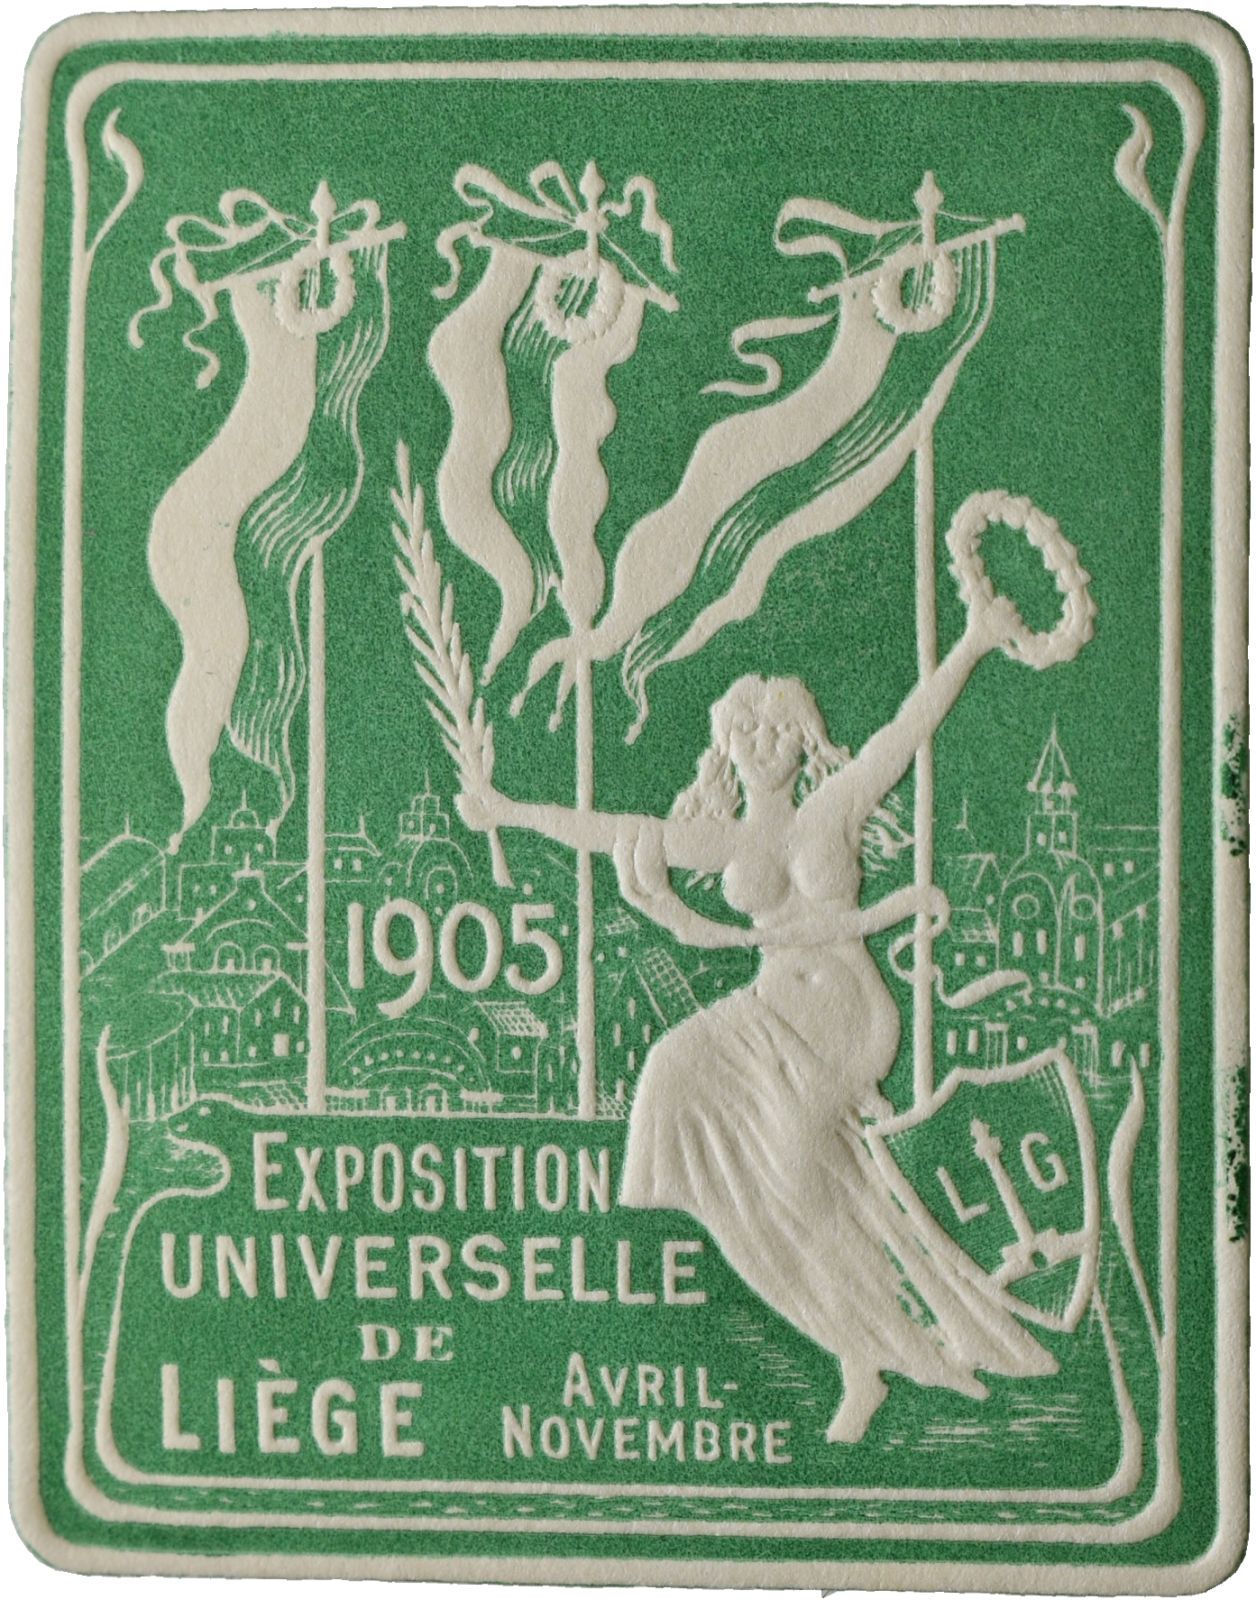 1905
EXPOSITION
UNIVERSELLE
DE
LIÈGE
AVRIL-
NOVEMBRE
L G